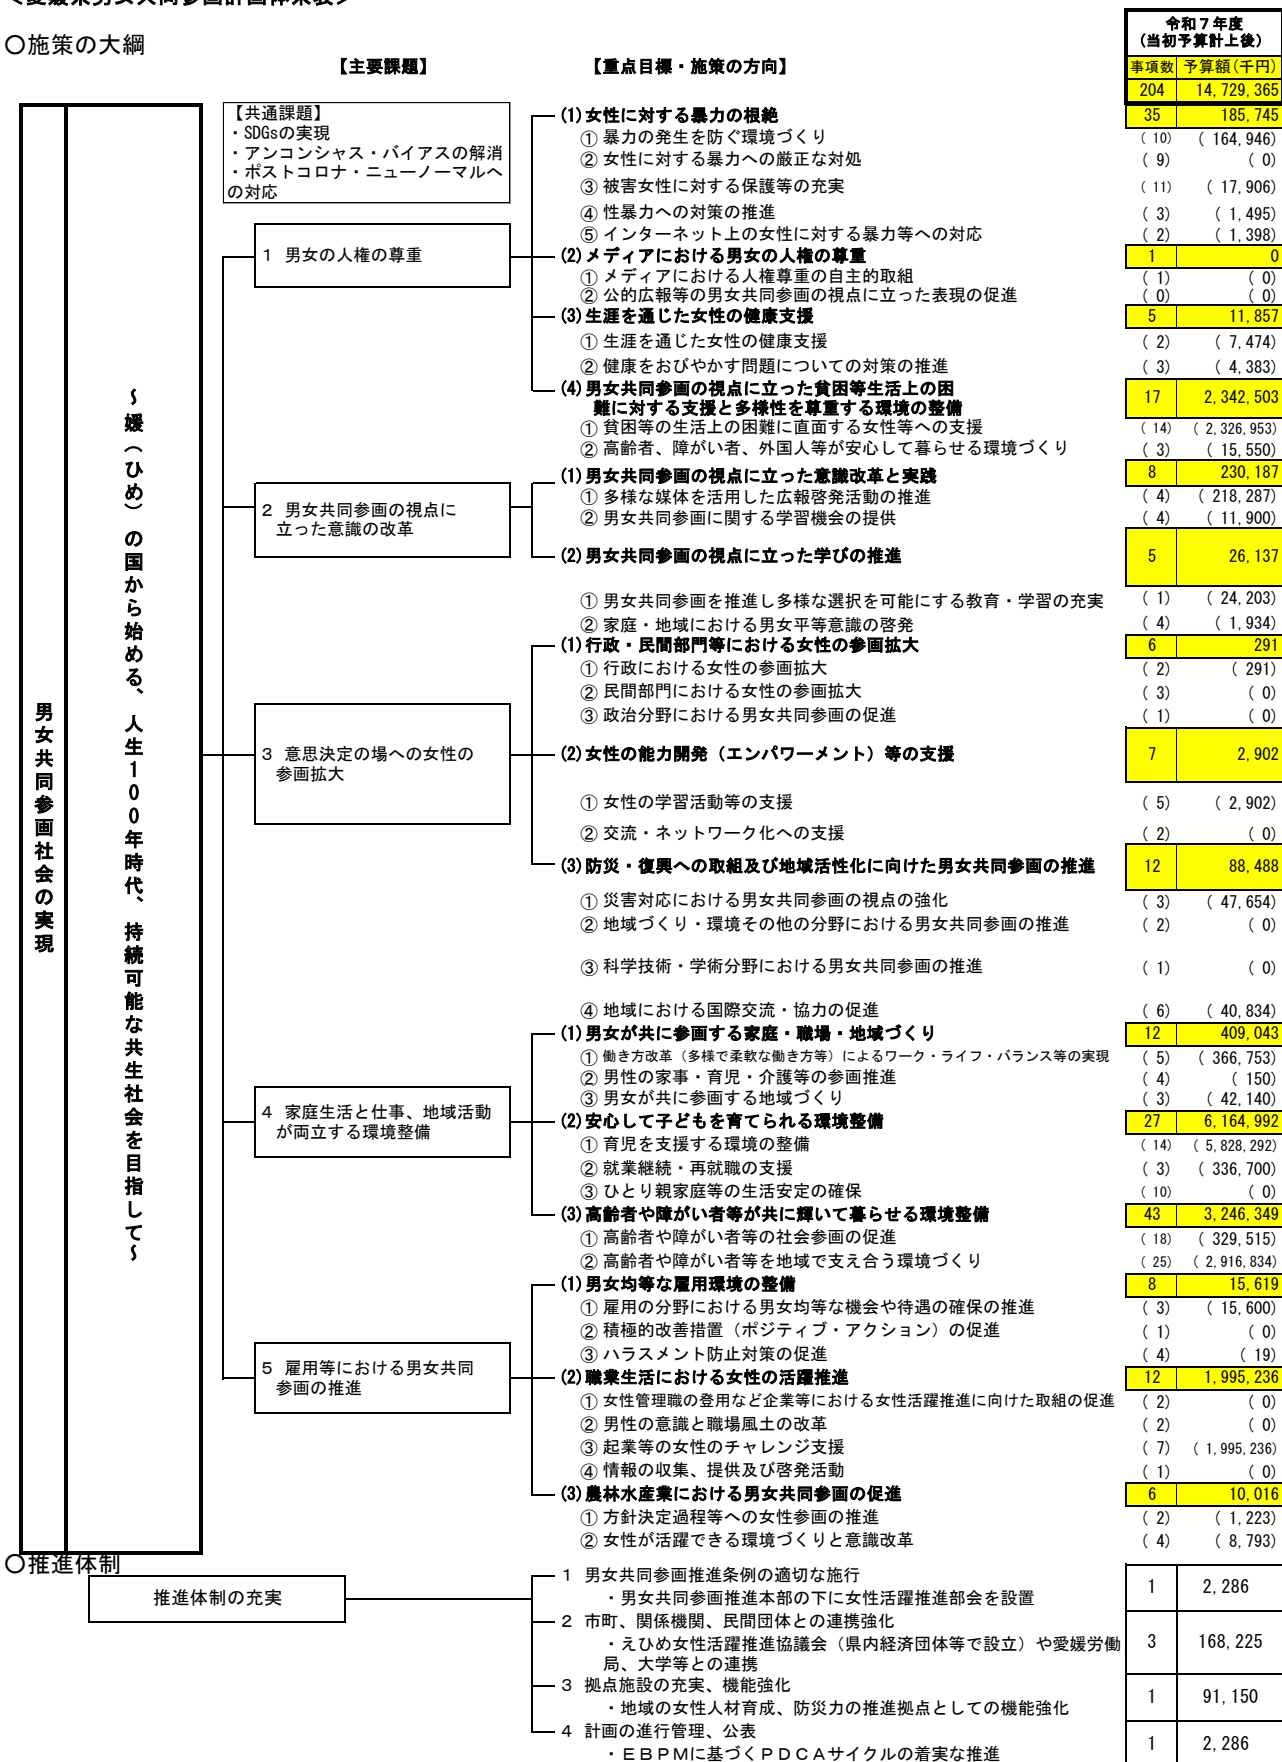 ＜愛媛県男女共同参画計画体系表＞
〇施策の大綱
【主要課題】
【重点目標・施策の方向】
令和７年度
(当初予算計上後)
事項数 予算額(千円)
204 14,729,365
男女共同参画社会の実現
～媛（ひめ）の国から始める、人生１００年時代、持続可能な共生社会を目指して～
【共通課題】
・SDGsの実現
・アンコンシャス・バイアスの解消
・ポストコロナ・ニューノーマルへ
の対応
1 男女の人権の尊重
(1)女性に対する暴力の根絶 35 185,745
① 暴力の発生を防ぐ環境づくり ( 10) ( 164,946)
② 女性に対する暴力への厳正な対処 ( 9) ( 0)
③ 被害女性に対する保護等の充実 ( 11) ( 17,906)
④ 性暴力への対策の推進 ( 3) ( 1,495)
⑤ インターネット上の女性に対する暴力等への対応 ( 2) ( 1,398)
(2)メディアにおける男女の人権の尊重 1 0
① メディアにおける人権尊重の自主的取組 ( 1) ( 0)
② 公的広報等の男女共同参画の視点に立った表現の促進 ( 0) ( 0)
(3)生涯を通じた女性の健康支援 5 11,857
① 生涯を通じた女性の健康支援 ( 2) ( 7,474)
② 健康をおびやかす問題についての対策の推進 ( 3) ( 4,383)
(4)男女共同参画の視点に立った貧困等生活上の困
難に対する支援と多様性を尊重する環境の整備 17 2,342,503
① 貧困等の生活上の困難に直面する女性等への支援 ( 14) ( 2,326,953)
② 高齢者、障がい者、外国人等が安心して暮らせる環境づくり ( 3) ( 15,550)
2 男女共同参画の視点に
立った意識の改革
(1)男女共同参画の視点に立った意識改革と実践 8 230,187
① 多様な媒体を活用した広報啓発活動の推進 ( 4) ( 218,287)
② 男女共同参画に関する学習機会の提供 ( 4) ( 11,900)
(2)男女共同参画の視点に立った学びの推進 5 26,137
① 男女共同参画を推進し多様な選択を可能にする教育・学習の充実 ( 1) ( 24,203)
② 家庭・地域における男女平等意識の啓発 ( 4) ( 1,934)
3 意思決定の場への女性の
参画拡大
(1)行政・民間部門等における女性の参画拡大 6 291
① 行政における女性の参画拡大 ( 2) ( 291)
② 民間部門における女性の参画拡大 ( 3) ( 0)
③ 政治分野における男女共同参画の促進 ( 1) ( 0)
(2)女性の能力開発（エンパワーメント）等の支援 7 2,902
① 女性の学習活動等の支援 ( 5) ( 2,902)
② 交流・ネットワーク化への支援 ( 2) ( 0)
(3)防災・復興への取組及び地域活性化に向けた男女共同参画の推進 12 88,488
① 災害対応における男女共同参画の視点の強化 ( 3) ( 47,654)
② 地域づくり・環境その他の分野における男女共同参画の推進 ( 2) ( 0)
③ 科学技術・学術分野における男女共同参画の推進 ( 1) ( 0)
④ 地域における国際交流・協力の促進 ( 6) ( 40,834)
4 家庭生活と仕事、地域活動
が両立する環境整備
(1)男女が共に参画する家庭・職場・地域づくり 12 409,043
① 働き方改革（多様で柔軟な働き方等）によるワーク・ライフ・バランス等の実現 ( 5) ( 366,753)
② 男性の家事・育児・介護等の参画推進 ( 4) ( 150)
③ 男女が共に参画する地域づくり ( 3) ( 42,140)
(2)安心して子どもを育てられる環境整備 27 6,164,992
① 育児を支援する環境の整備 ( 14) ( 5,828,292)
② 就業継続・再就職の支援 ( 3) ( 336,700)
③ ひとり親家庭等の生活安定の確保 ( 10) ( 0)
(3)高齢者や障がい者等が共に輝いて暮らせる環境整備 43 3,246,349
① 高齢者や障がい者等の社会参画の促進 ( 18) ( 329,515)
② 高齢者や障がい者等を地域で支え合う環境づくり ( 25) ( 2,916,834)
5 雇用等における男女共同
参画の推進
(1)男女均等な雇用環境の整備 8 15,619
① 雇用の分野における男女均等な機会や待遇の確保の推進 ( 3) ( 15,600)
② 積極的改善措置（ポジティブ・アクション）の促進 ( 1) ( 0)
③ ハラスメント防止対策の促進 ( 4) ( 19)
(2)職業生活における女性の活躍推進 12 1,995,236
① 女性管理職の登用など企業等における女性活躍推進に向けた取組の促進 ( 2) ( 0)
② 男性の意識と職場風土の改革 ( 2) ( 0)
③ 起業等の女性のチャレンジ支援 ( 7) ( 1,995,236)
④ 情報の収集、提供及び啓発活動 ( 1) ( 0)
(3)農林水産業における男女共同参画の促進 6 10,016
① 方針決定過程等への女性参画の推進 ( 2) ( 1,223)
② 女性が活躍できる環境づくりと意識改革 ( 4) ( 8,793)
〇推進体制
推進体制の充実
1 男女共同参画推進条例の適切な施行
・男女共同参画推進本部の下に女性活躍推進部会を設置 1 2,286
2 市町、関係機関、民間団体との連携強化
・えひめ女性活躍推進協議会（県内経済団体等で設立）や愛媛労働
局、大学等との連携 3 168,225
3 拠点施設の充実、機能強化
・地域の女性人材育成、防災力の推進拠点としての機能強化 1 91,150
4 計画の進行管理、公表
・ＥＢＰＭに基づくＰＤＣＡサイクルの着実な推進 1 2,286